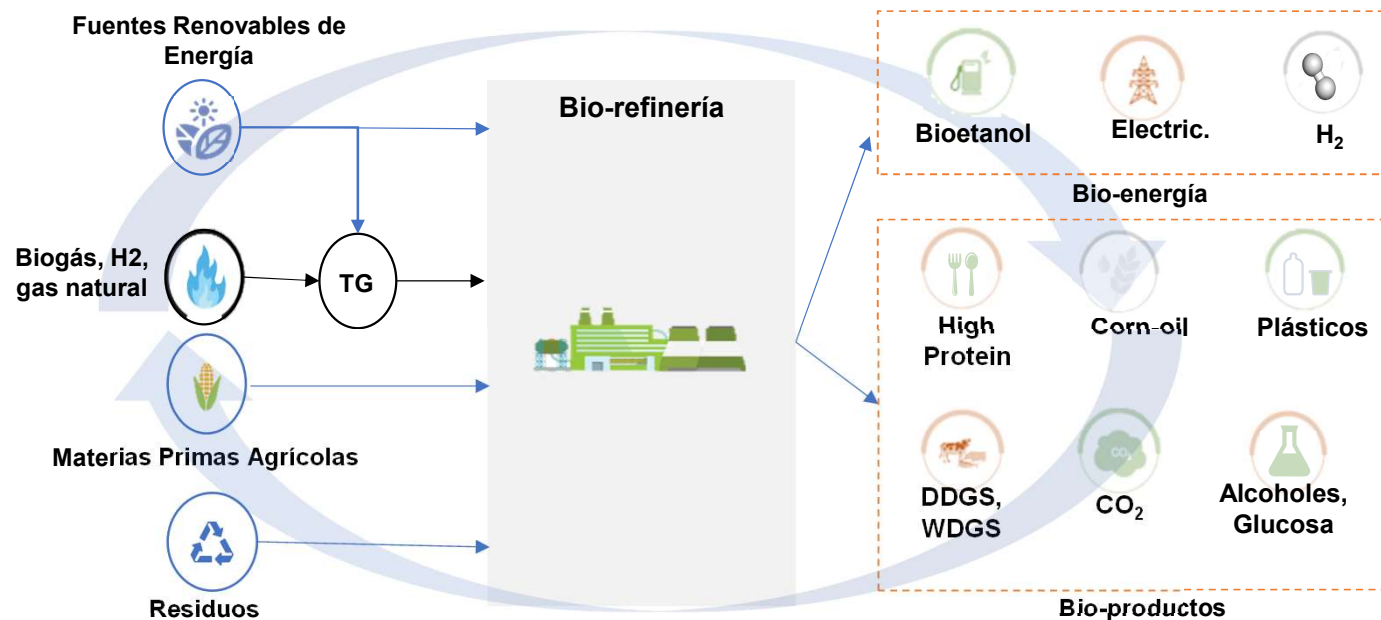 Fuentes Renovables de
Energía
Biogás, H2,
gas natural
TG
Materias Primas Agrícolas
Residuos
Bio-refinería
Bioetanol
Electric.
H₂
Bio-energía
High
Protein
Corn-oil
Plásticos
DDGS,
WDGS
CO₂
CO₂
Alcoholes,
Glucosa
Bio-productos